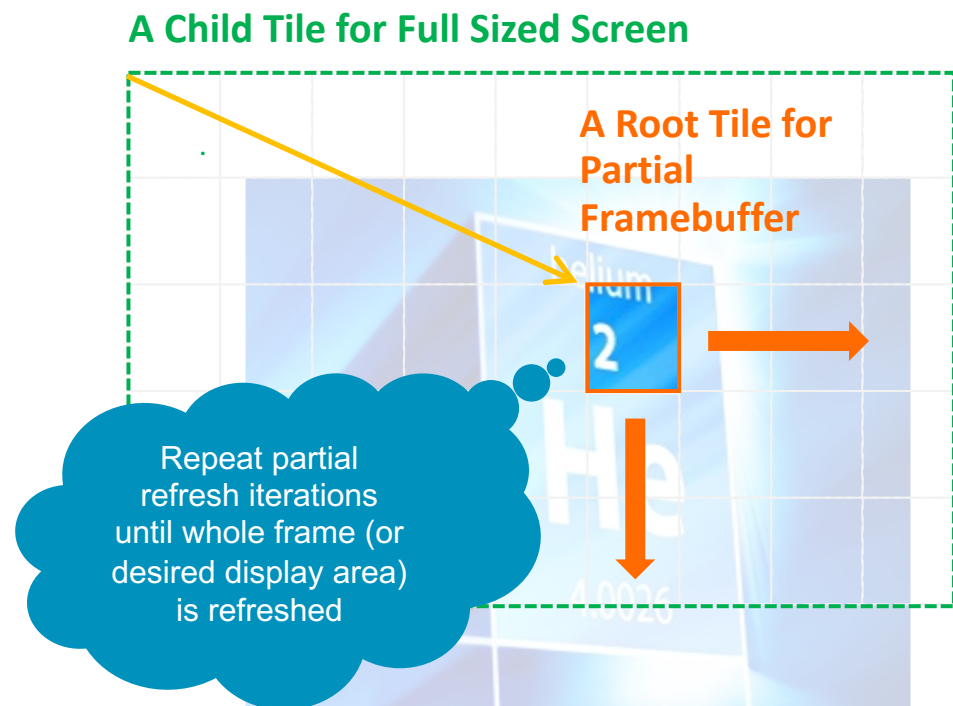 A Child Tile for Full Sized Screen
A Root Tile for
Partial
Framebuffer
helium
2
He
4.0026
Repeat partial
refresh iterations
until whole frame (or
desired display area)
is refreshed